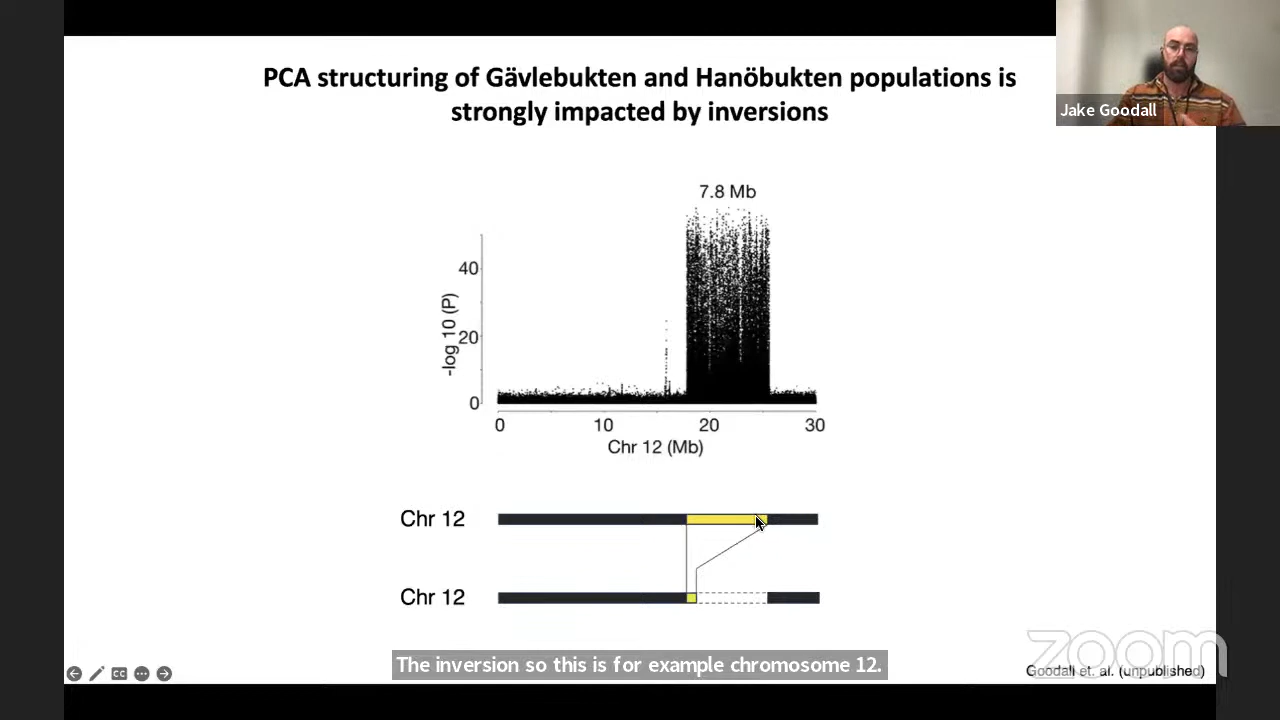 PCA structuring of Gävlebukten and Hanöbukten populations is
strongly impacted by inversions
Jake Goodall
7.8 Mb
40
20
0
-log 10 (P)
0 10 20 30
Chr 12 (Mb)
Chr 12
Chr 12
The inversion so this is for example chromosome 12.
zoom
Goodall et. al. (unpublished)
CC